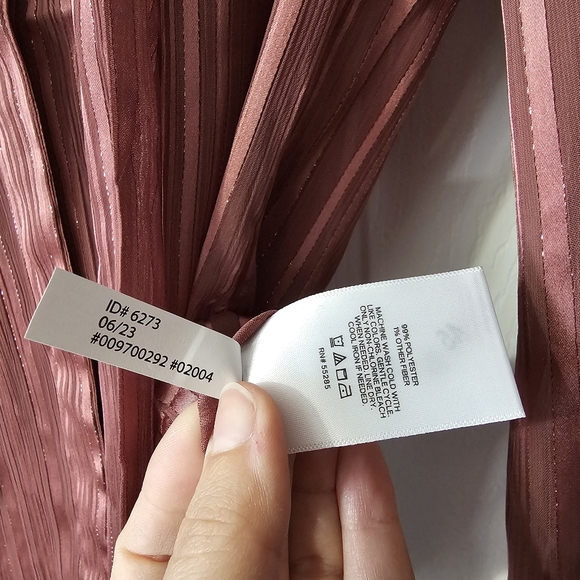 ID# 6273
06/23
#009700292 #02004
99% POLYESTER
1% OTHER FIBER
MACHINE WASH COLD WITH
LIKE COLORS, GENTLE CYCLE.
ONLY NON-CHLORINE BLEACH
WHEN NEEDED. LINE DRY.
COOL IRON IF NEEDED.
RN# 55285